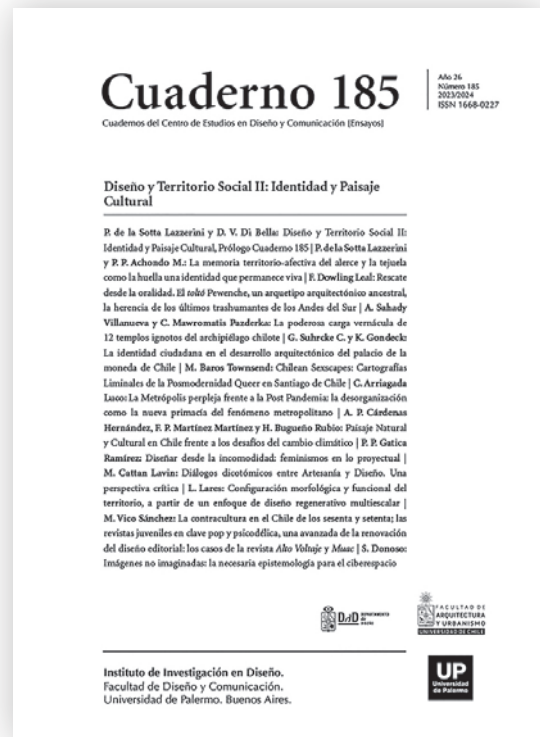 Cuaderno 185
Año 26
Número 185
2023/2024
ISSN 1668-0227
Cuadernos del Centro de Estudios en Diseño y Comunicación [Ensayos]
Diseño y Territorio Social II: Identidad y Paisaje
Cultural
P. de la Sotta Lazzerini y D. V. Di Bella: Diseño y Territorio Social II:
Identidad y Paisaje Cultural, Prólogo Cuaderno 185 | P. de la Sotta Lazzerini
y P. P. Achondo M.: La memoria territorio-afectiva del alerce y la tejuela
como la huella una identidad que permanece viva | F. Dowling Leal: Rescate
desde la oralidad. El tolkó Pewenche, un arquetipo arquitectónico ancestral,
la herencia de los últimos trashumantes de los Andes del Sur | A. Sahady
Villanueva y C. Mawromatis Pazderka: La poderosa carga vernácula de
12 templos ignotos del archipiélago chilote | G. Suhrcke C. y K. Gondeck:
La identidad ciudadana en el desarrollo arquitectónico del palacio de la
moneda de Chile | M. Baros Townsend: Chilean Sexscapes: Cartografías
Liminales de la Posmodernidad Queer en Santiago de Chile | C. Arriagada
Luco: La Metrópolis perpleja frente a la Post Pandemia: la desorganización
como la nueva primacía del fenómeno metropolitano | A. P. Cárdenas
Hernández, F. P. Martínez Martínez y H. Bugueño Rubio: Paisaje Natural
y Cultural en Chile frente a los desafíos del cambio climático | P. P. Gatica
Ramírez: Diseñar desde la incomodidad: feminismos en lo proyectual |
M. Cattan Lavin: Diálogos dicotómicos entre Artesanía y Diseño. Una
perspectiva crítica | L. Lares: Configuración morfológica y funcional del
territorio, a partir de un enfoque de diseño regenerativo multiescalar |
M. Vico Sánchez: La contracultura en el Chile de los sesenta y setenta; las
revistas juveniles en clave pop y psicodélica, una avanzada de la renovación
del diseño editorial: los casos de la revista Alto Voltaje y Muac | S. Donoso:
Imágenes no imaginadas: la necesaria epistemología para el ciberespacio
DdD DEPARTAMENTO
FACULTAD DE
ARQUITECTURA
Y URBANISMO
UNIVERSIDAD DE CHILE
Instituto de Investigación en Diseño.
Facultad de Diseño y Comunicación.
Universidad de Palermo. Buenos Aires.
UP
Universidad
de Palermo